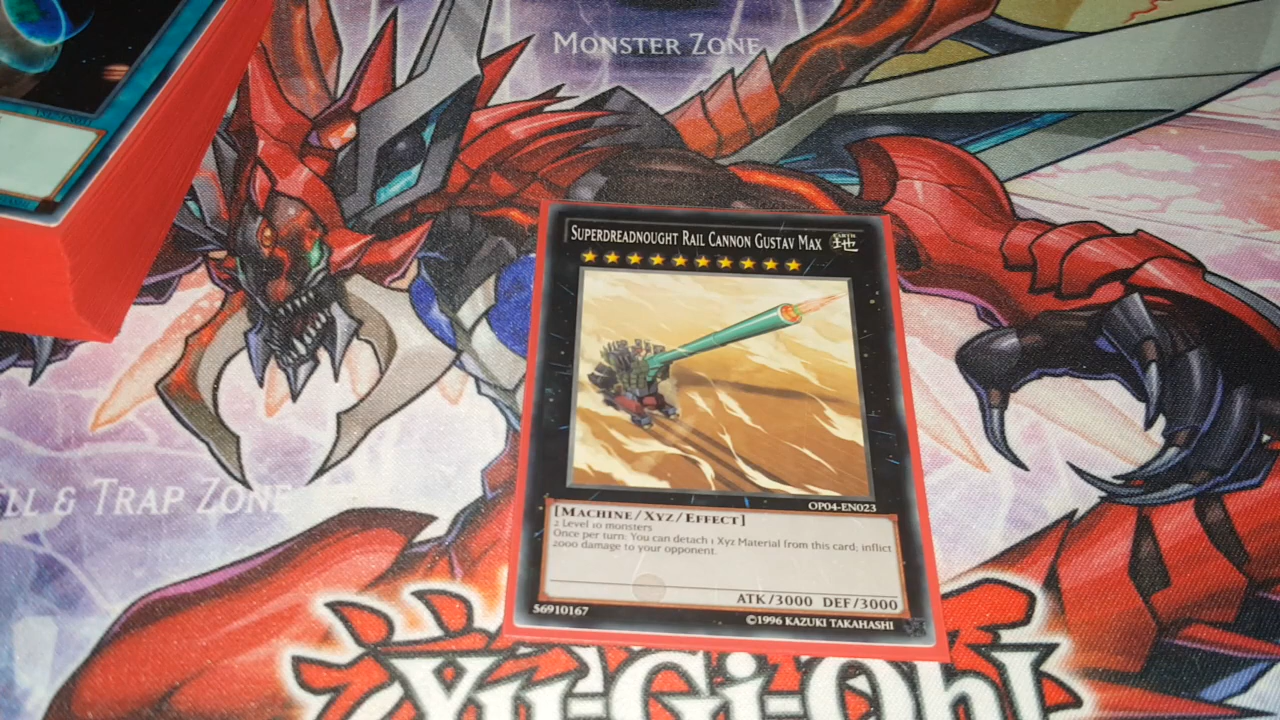 Monster Zone
ell & Trap Zone
Superdreadnought Rail Cannon Gustav Max
EARTH
地
OP04-EN023
[Machine/Xyz/Effect]
2 Level 10 monsters
Once per turn: You can detach 1 Xyz Material from this card; inflict
2000 damage to your opponent.
ATK/3000 DEF/3000
56910167
©1996 KAZUKI TAKAHASHI
Yu-Gi-Oh!